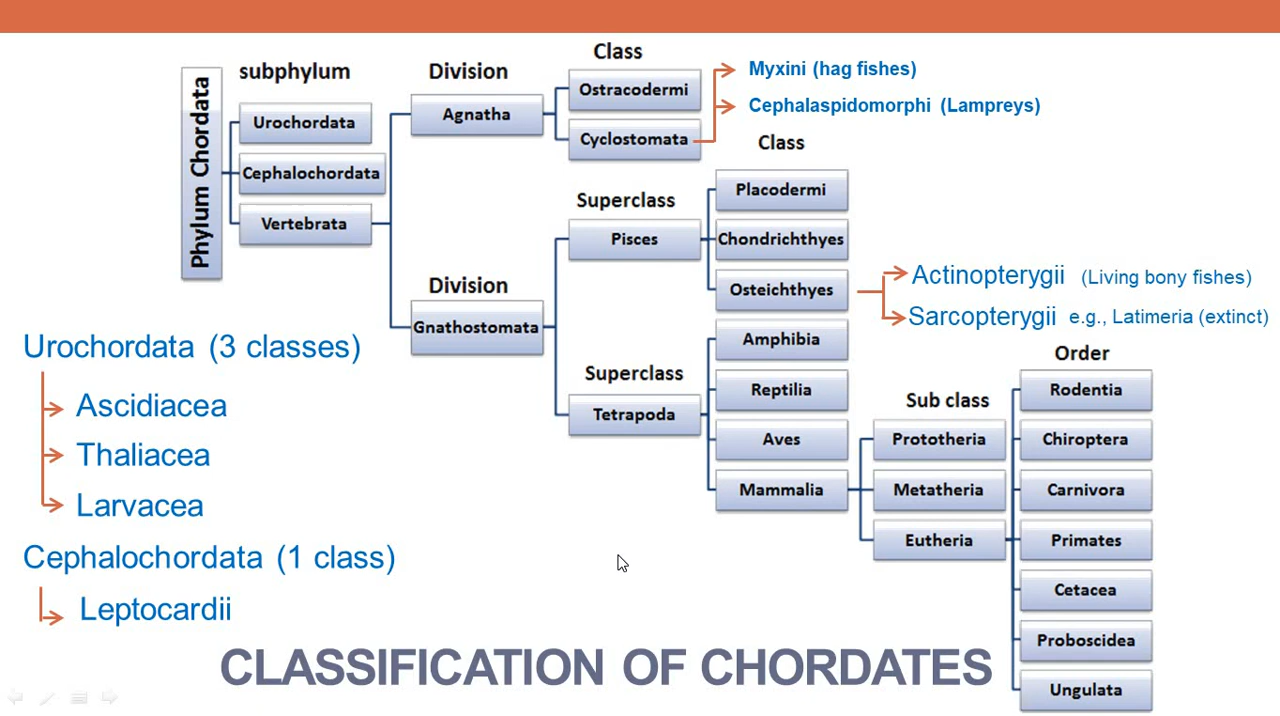 Phylum Chordata
subphylum
Urochordata
Cephalochordata
Vertebrata
Division
Agnatha
Class
Ostracodermi
Cyclostomata
Myxini (hag fishes)
Cephalaspidomorphi (Lampreys)
Division
Gnathostomata
Superclass
Pisces
Class
Placodermi
Chondrichthyes
Osteichthyes
Actinopterygii (Living bony fishes)
Sarcopterygii e.g., Latimeria (extinct)
Superclass
Tetrapoda
Amphibia
Reptilia
Aves
Mammalia
Sub class
Prototheria
Metatheria
Eutheria
Order
Rodentia
Chiroptera
Carnivora
Primates
Cetacea
Proboscidea
Ungulata
Urochordata (3 classes)
Ascidiacea
Thaliacea
Larvacea
Cephalochordata (1 class)
Leptocardii
CLASSIFICATION OF CHORDATES